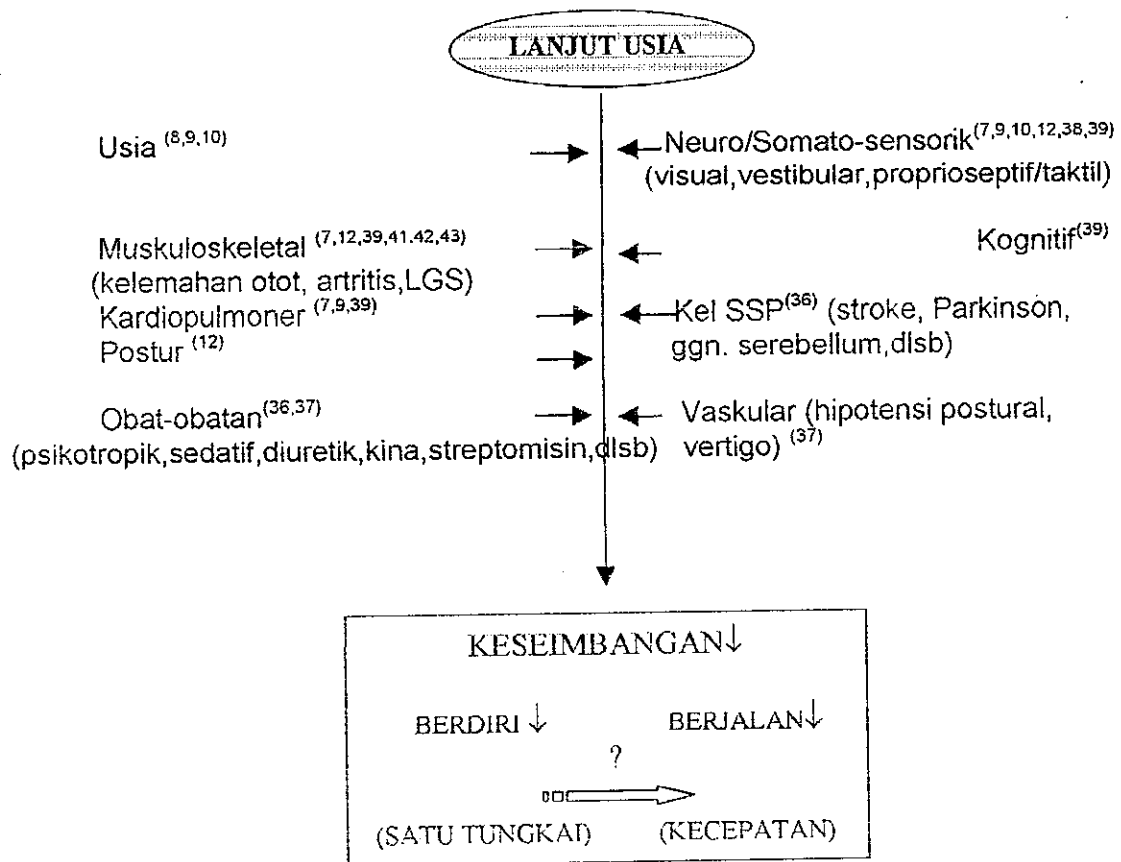 LANJUT USIA
Usia (8,9,10)
Neuro/Somato-sensorik(7,9,10,12,38,39)
(visual,vestibular,proprioseptif/taktil)
Muskuloskeletal (7,12,39,41.42,43)
(kelemahan otot, artritis,LGS)
Kognitif(39)
Kardiopulmoner (7,9,39)
Kel SSP(36) (stroke, Parkinson,
ggn. serebellum,dlsb)
Postur (12)
Obat-obatan(36,37)
(psikotropik,sedatif,diuretik,kina,streptomisin,dlsb)
Vaskular (hipotensi postural,
vertigo) (37)
KESEIMBANGAN↓
BERDIRI ↓ BERJALAN↓
?
(SATU TUNGKAI) (KECEPATAN)